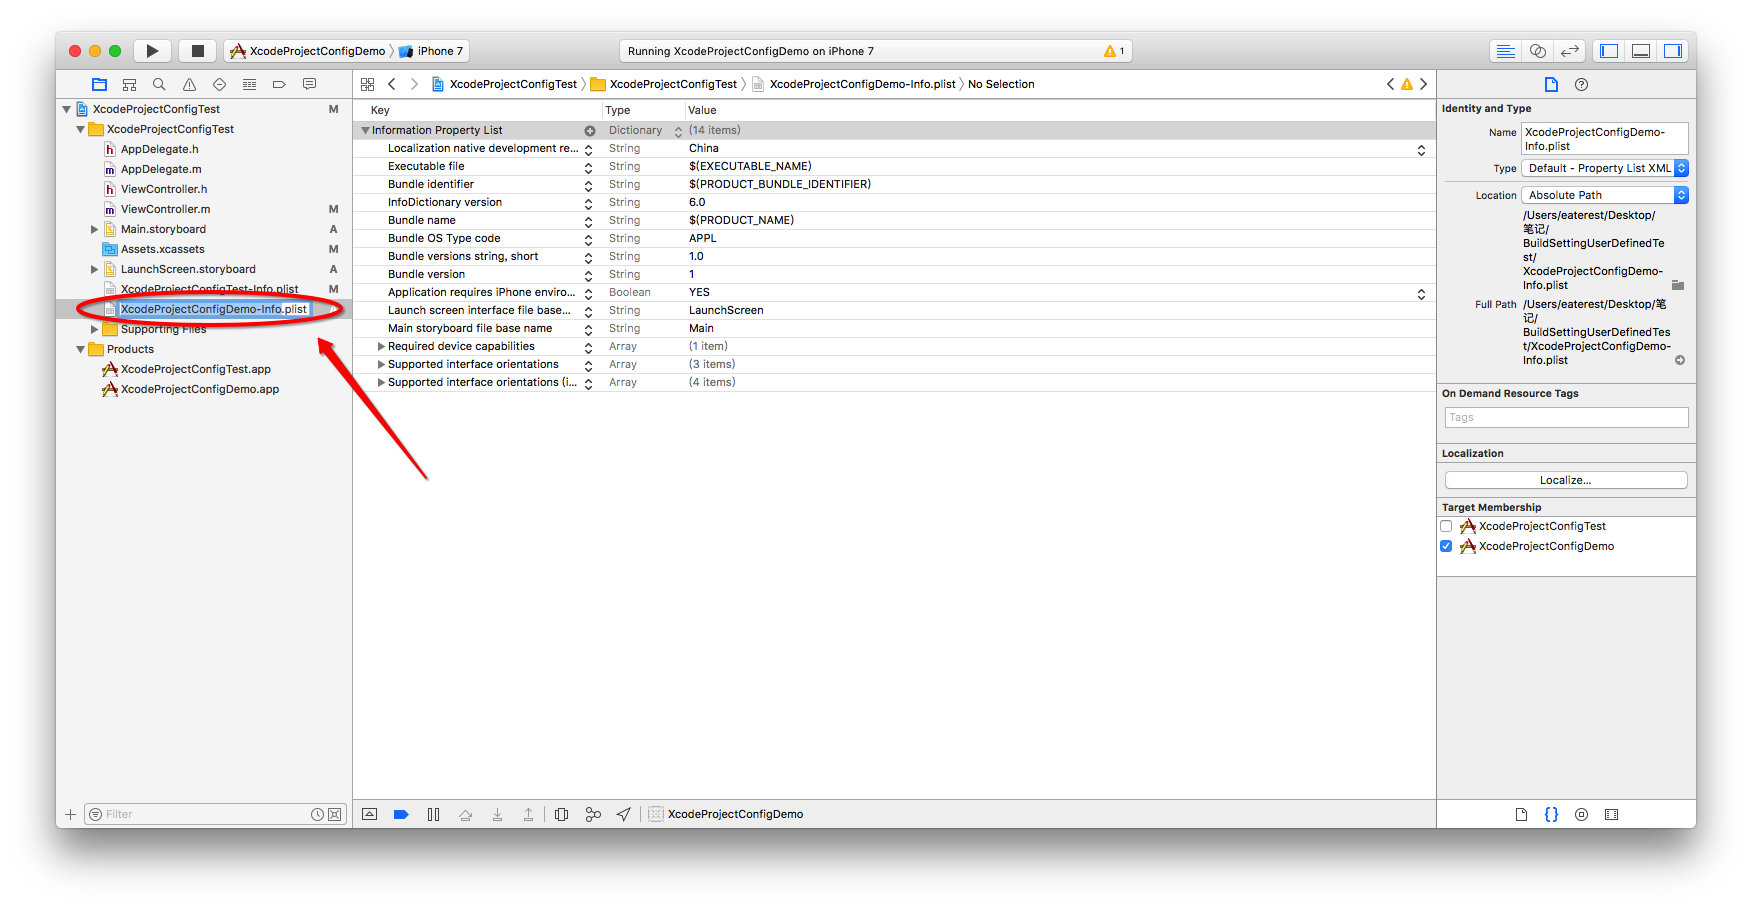 XcodeProjectConfigDemo iPhone 7
Running XcodeProjectConfigDemo on iPhone 7 1
XcodeProjectConfigTest M
XcodeProjectConfigTest
AppDelegate.h
AppDelegate.m
ViewController.h
ViewController.m M
Main.storyboard A
Assets.xcassets M
LaunchScreen.storyboard A
XcodeProjectConfigTest-Info.plist M
XcodeProjectConfigDemo-Info.plist
Supporting Files
Products
XcodeProjectConfigTest.app
XcodeProjectConfigDemo.app
Filter
XcodeProjectConfigTest XcodeProjectConfigTest XcodeProjectConfigDemo-Info.plist No Selection
Key Type Value
Information Property List Dictionary (14 items)
Localization native development re... String China
Executable file String $(EXECUTABLE_NAME)
Bundle identifier String $(PRODUCT_BUNDLE_IDENTIFIER)
InfoDictionary version String 6.0
Bundle name String $(PRODUCT_NAME)
Bundle OS Type code String APPL
Bundle versions string, short String 1.0
Bundle version String 1
Application requires iPhone enviro... Boolean YES
Launch screen interface file base... String LaunchScreen
Main storyboard file base name String Main
Required device capabilities Array (1 item)
Supported interface orientations Array (3 items)
Supported interface orientations (i... Array (4 items)
XcodeProjectConfigDemo
Identity and Type
Name XcodeProjectConfigDemo-
Info.plist
Type Default - Property List XML
Location Absolute Path
/Users/eaterest/Desktop/
笔记/
BuildSettingUserDefinedTe
st/
XcodeProjectConfigDemo-
Info.plist
Full Path /Users/eaterest/Desktop/笔
记/
BuildSettingUserDefinedTes
t/XcodeProjectConfigDemo-
Info.plist
On Demand Resource Tags
Tags
Localization
Localize...
Target Membership
XcodeProjectConfigTest
XcodeProjectConfigDemo